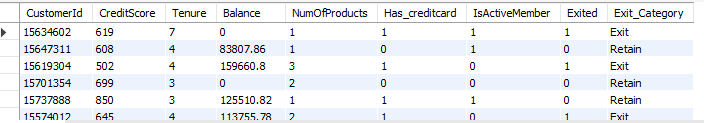 CustomerId CreditScore Tenure Balance NumOfProducts Has_creditcard IsActiveMember Exited Exit_Category
15634602 619 7 0 1 1 1 1 Exit
15647311 608 4 83807.86 1 0 1 0 Retain
15619304 502 4 159660.8 3 1 0 1 Exit
15701354 699 3 0 2 0 0 0 Retain
15737888 850 3 125510.82 1 1 1 0 Retain
15574012 645 4 113755.78 2 1 0 1 Exit